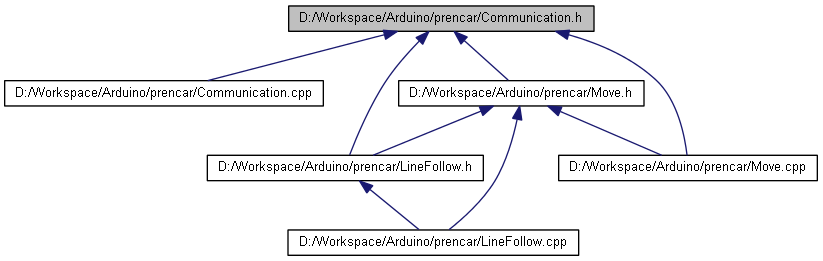 D:/Workspace/Arduino/prencar/Communication.h
D:/Workspace/Arduino/prencar/Communication.cpp
D:/Workspace/Arduino/prencar/Move.h
D:/Workspace/Arduino/prencar/LineFollow.h
D:/Workspace/Arduino/prencar/Move.cpp
D:/Workspace/Arduino/prencar/LineFollow.cpp